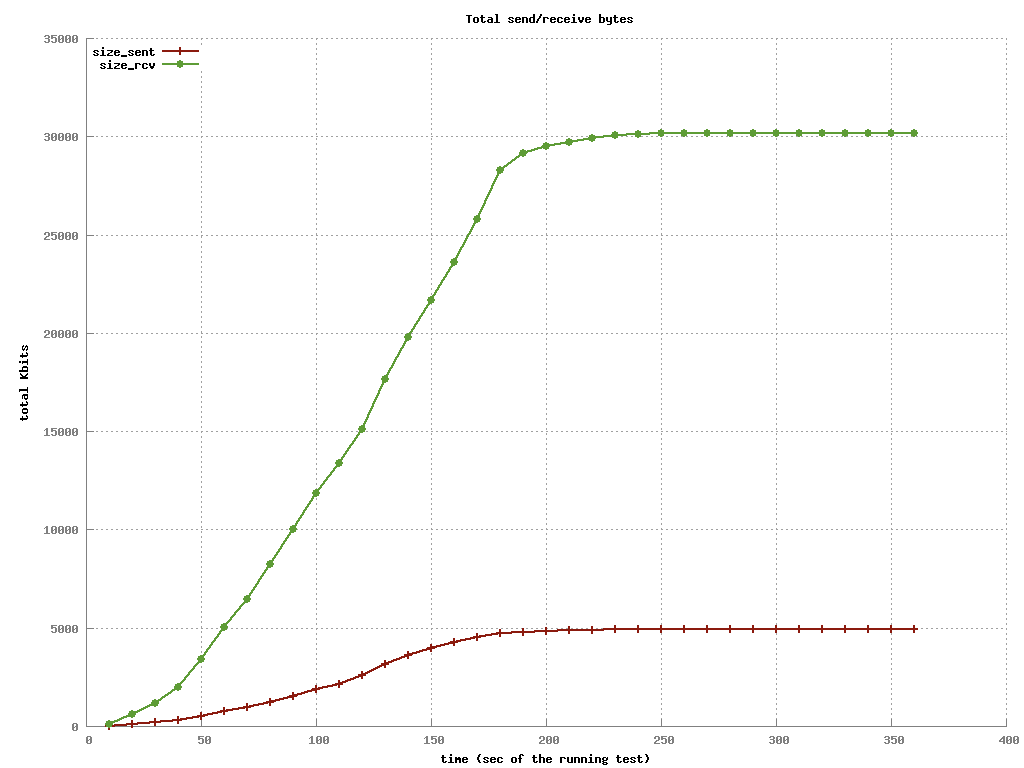 Total send/receive bytes
35000
size_sent
size_rcv
30000
25000
20000
total Kbits
15000
10000
5000
0
0 50 100 150 200 250 300 350 400
time (sec of the running test)